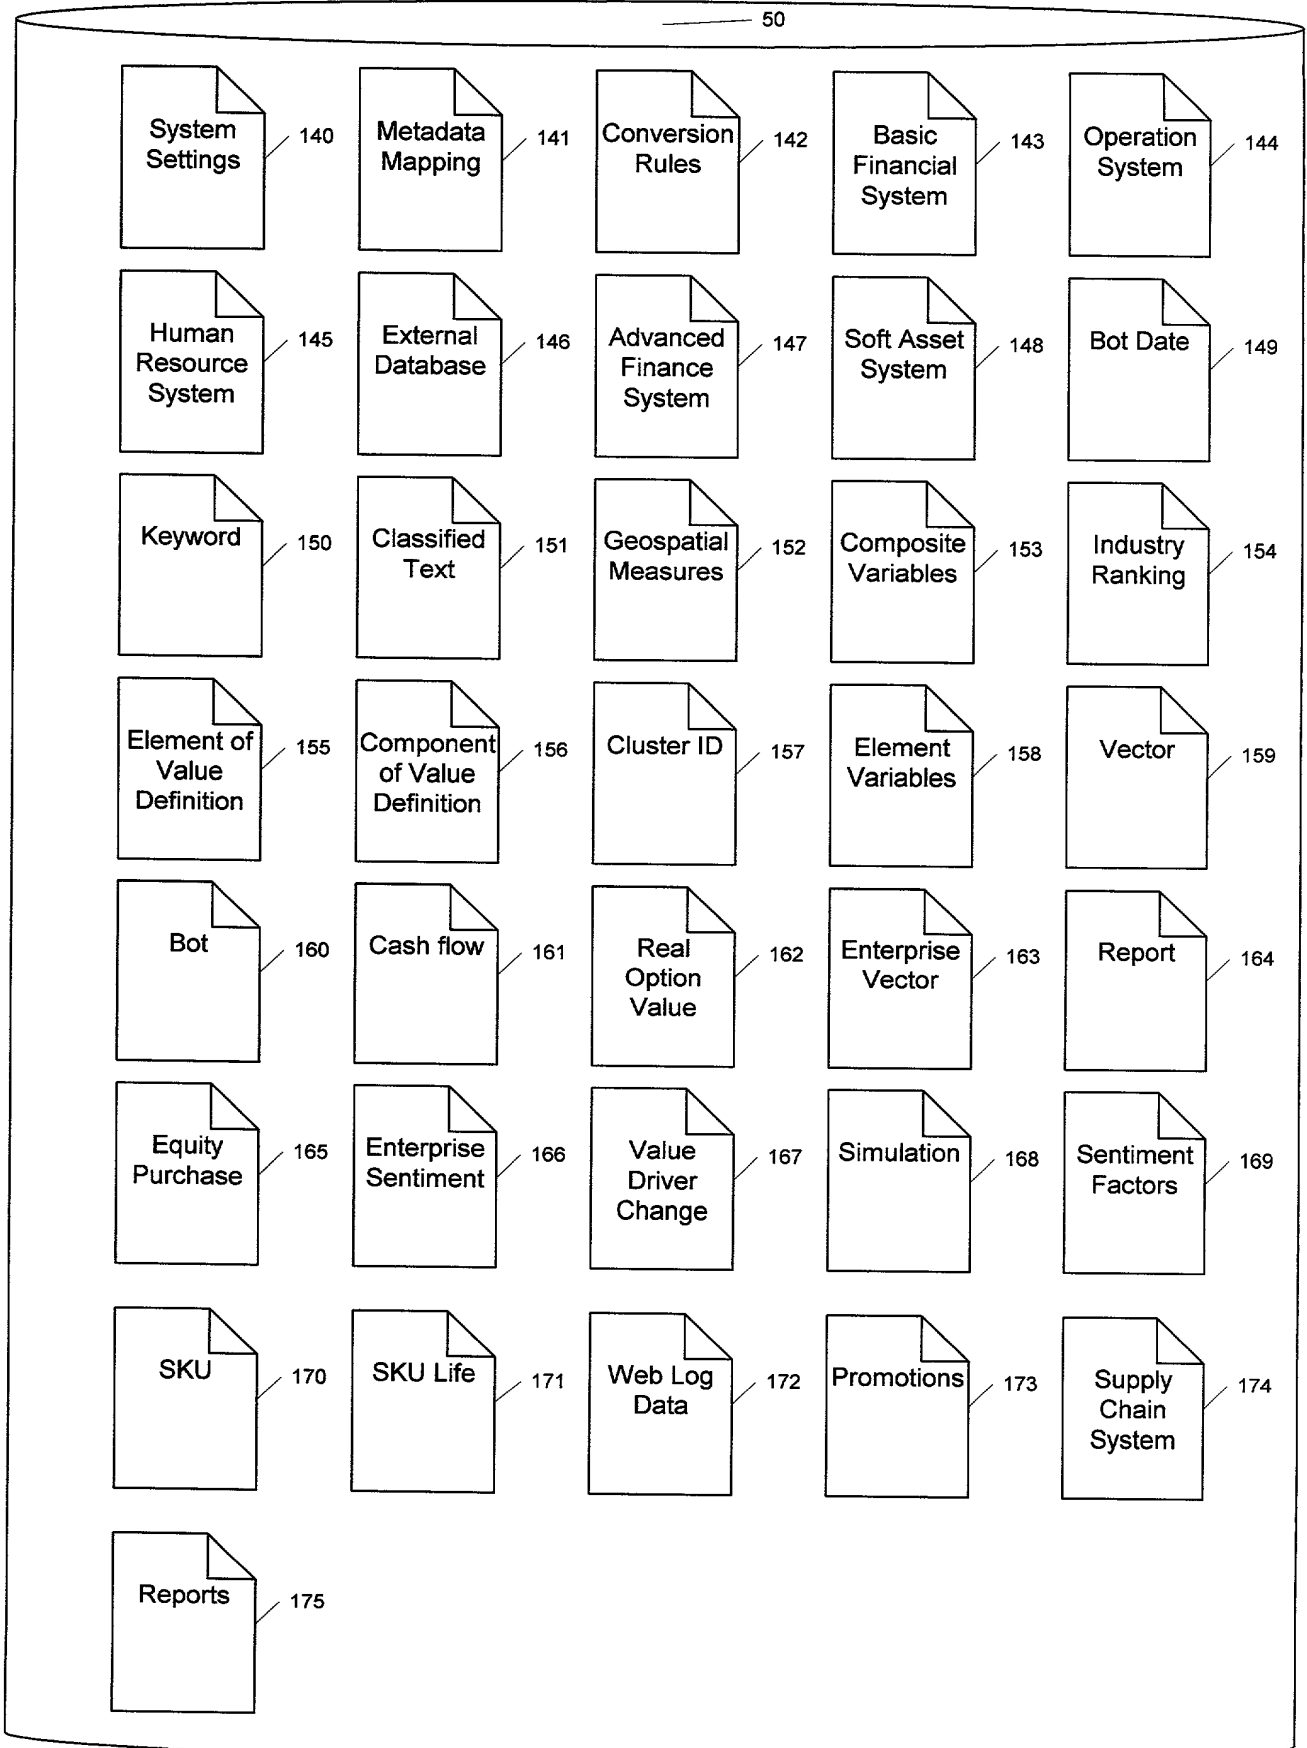 50
System
Settings
140
Metadata
Mapping
141
Conversion
Rules
142
Basic
Financial
System
143
Operation
System
144
Human
Resource
System
145
External
Database
146
Advanced
Finance
System
147
Soft Asset
System
148
Bot Date
149
Keyword
150
Classified
Text
151
Geospatial
Measures
152
Composite
Variables
153
Industry
Ranking
154
Element of
Value
Definition
155
Component
of Value
Definition
156
Cluster ID
157
Element
Variables
158
Vector
159
Bot
160
Cash flow
161
Real
Option
Value
162
Enterprise
Vector
163
Report
164
Equity
Purchase
165
Enterprise
Sentiment
166
Value
Driver
Change
167
Simulation
168
Sentiment
Factors
169
SKU
170
SKU Life
171
Web Log
Data
172
Promotions
173
Supply
Chain
System
174
Reports
175